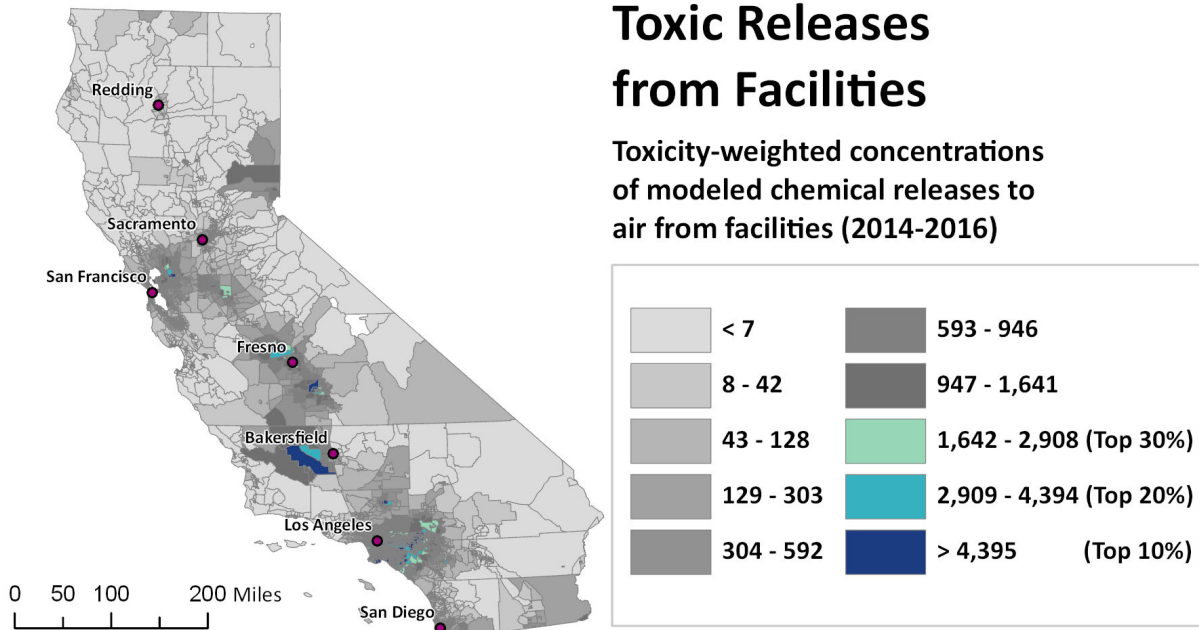 Toxic Releases
from Facilities
Toxicity-weighted concentrations
of modeled chemical releases to
air from facilities (2014-2016)
Redding
Sacramento
San Francisco
Fresno
Bakersfield
Los Angeles
San Diego
0 50 100 200 Miles
< 7
8 - 42
43 - 128
129 - 303
304 - 592
593 - 946
947 - 1,641
1,642 - 2,908 (Top 30%)
2,909 - 4,394 (Top 20%)
> 4,395 (Top 10%)